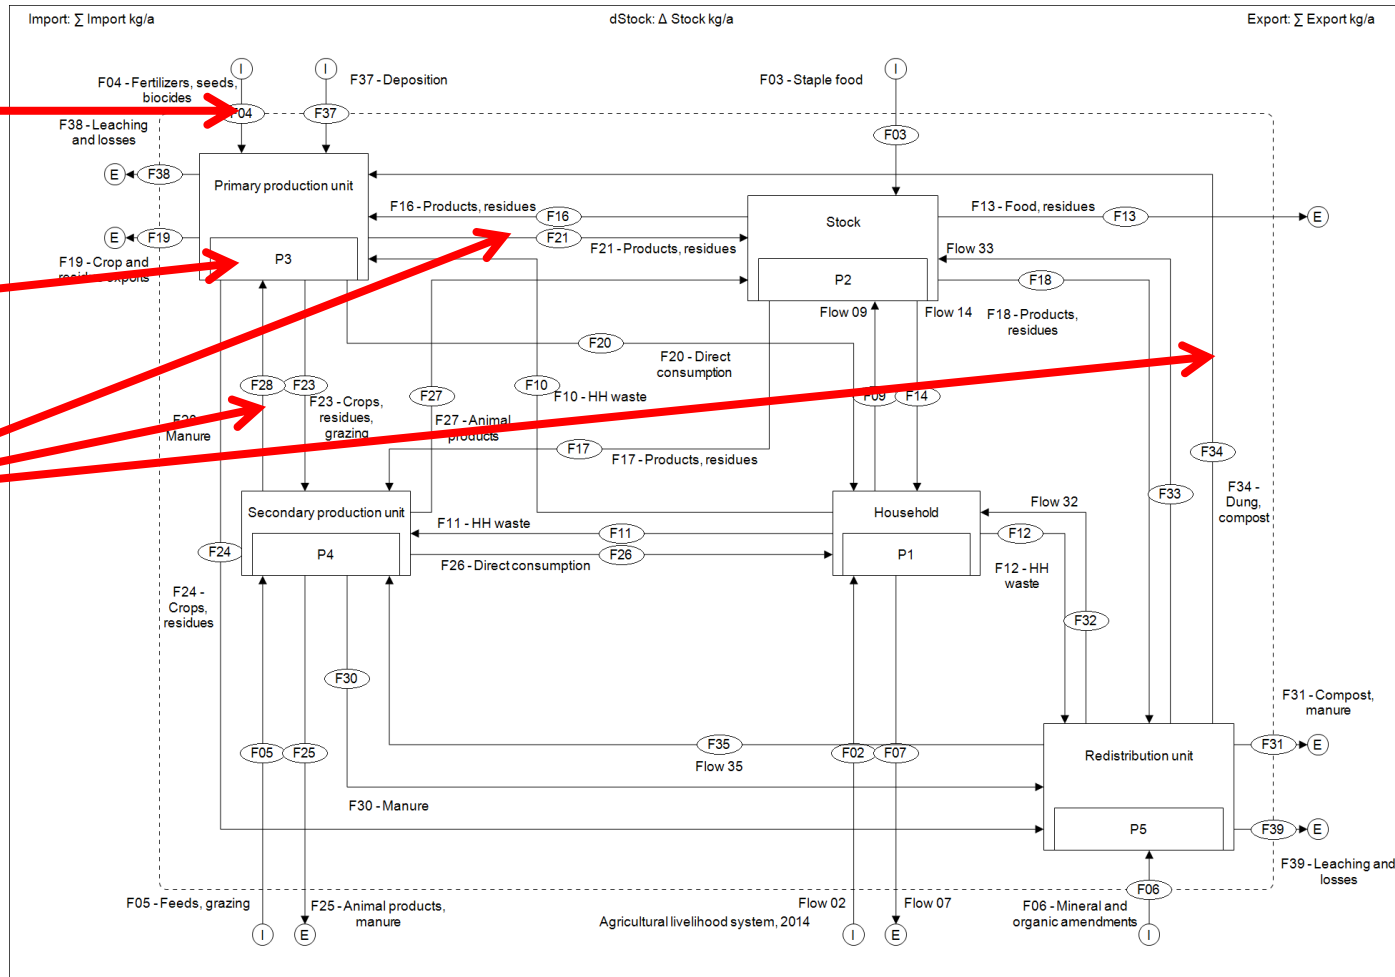 Import: ∑ Import kg/a
dStock: Δ Stock kg/a
Export: ∑ Export kg/a
I
I
I
F04 - Fertilizers, seeds,
biocides
F37 - Deposition
F03 - Staple food
F04
F37
F38 - Leaching
and losses
F03
E
F38
Primary production unit
F16 - Products, residues
F16
Stock
F13 - Food, residues
F13
E
E
F19
F21
F21 - Products, residues
Flow 33
F19 - Crop and
exports
P3
P2
F18
Flow 09
Flow 14
F18 - Products,
residues
F20
F20 - Direct
consumption
F28
F23
F10
F27
F09
F14
F23 - Crops,
residues,
grazing
F10 - HH waste
Manure
F27 - Animal
products
F17
F17 - Products, residues
F34
F33
F34 -
Dung,
compost
Secondary production unit
Household
Flow 32
F11 - HH waste
F11
F12
F24
P4
F26
P1
F26 - Direct consumption
F12 - HH
waste
F24 -
Crops,
residues
F32
F30
F31 - Compost,
manure
F05
F25
F35
F02
F07
Redistribution unit
F31
E
Flow 35
F30 - Manure
P5
F39
E
F39 - Leaching and
losses
F06
F05 - Feeds, grazing
F25 - Animal products,
manure
Agricultural livelihood system, 2014
Flow 02
Flow 07
F06 - Mineral and
organic amendments
I
E
I
E
I